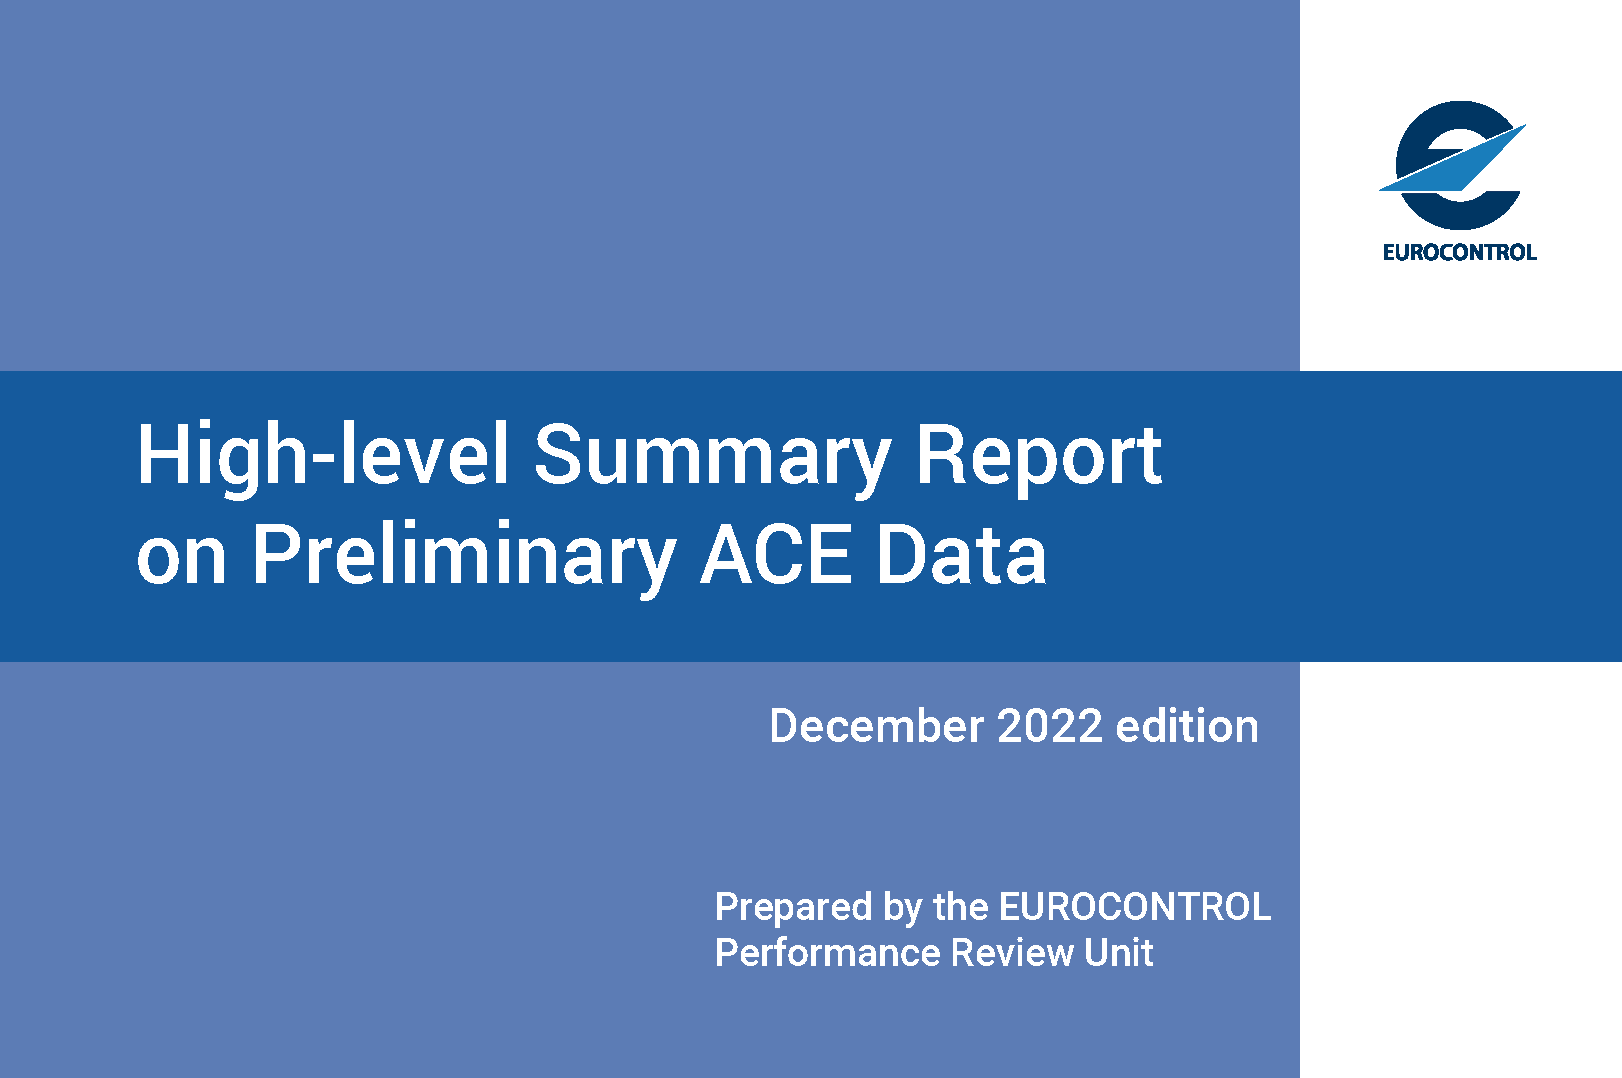 EUROCONTROL
High-level Summary Report
on Preliminary ACE Data
December 2022 edition
Prepared by the EUROCONTROL
Performance Review Unit